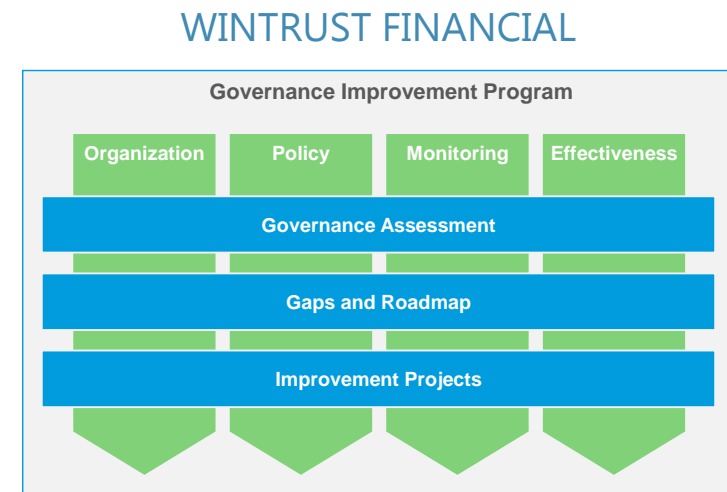 WINTRUST FINANCIAL
Governance Improvement Program
Organization
Policy
Monitoring
Effectiveness
Governance Assessment
Gaps and Roadmap
Improvement Projects